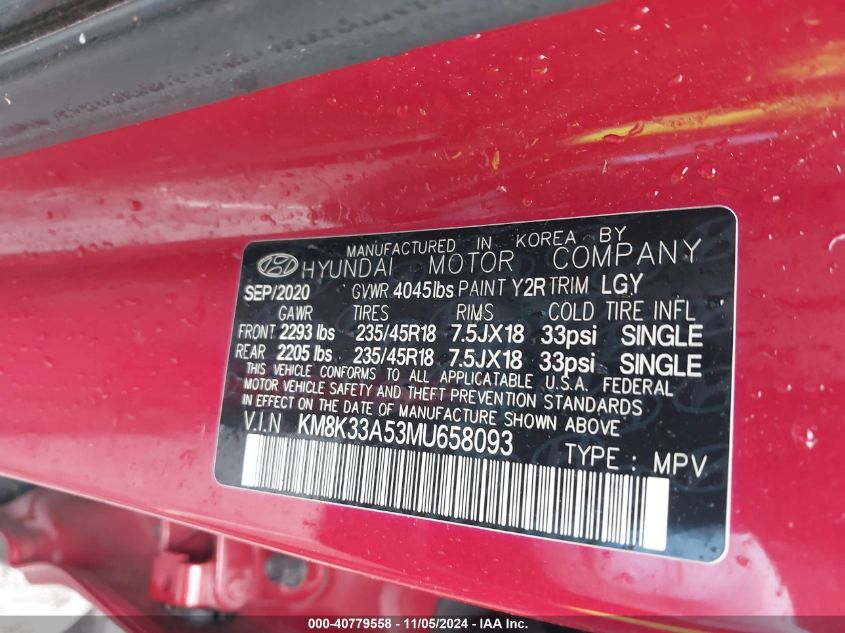 MANUFACTURED IN KOREA BY
HYUNDAI MOTOR COMPANY
SEP/2020 GVWR 4045lbs PAINT Y2R TRIM LGY
GAWR TIRES RIMS COLD TIRE INFL
FRONT 2293 lbs 235/45R18 7.5JX18 33psi SINGLE
REAR 2205 lbs 235/45R18 7.5JX18 33psi SINGLE
THIS VEHICLE CONFORMS TO ALL APPLICATABLE U.S.A. FEDERAL
MOTOR VEHICLE SAFETY AND THEFT PREVENTION STANDARDS
IN EFFECT ON THE DATE OF MANUFACTURE SHOWN ABOVE
V.I.N KM8K33A53MU658093
TYPE : MPV
000-40779558 - 11/05/2024 - IAA Inc.